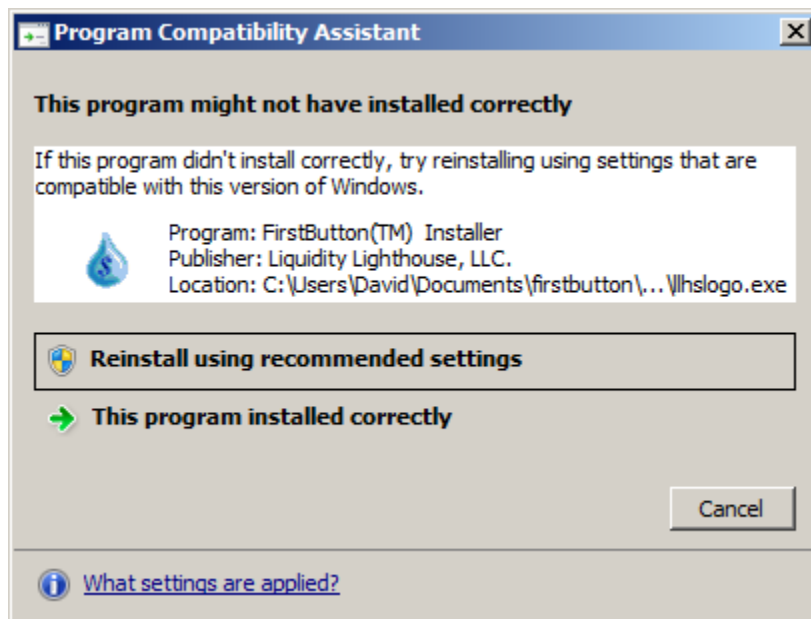 Program Compatibility Assistant
This program might not have installed correctly
If this program didn't install correctly, try reinstalling using settings that are
compatible with this version of Windows.
Program: FirstButton(TM)  Installer
Publisher: Liquidity Lighthouse, LLC.
Location: C:\Users\David\Documents\firstbutton\...\llhslogo.exe
Reinstall using recommended settings
This program installed correctly
Cancel
What settings are applied?